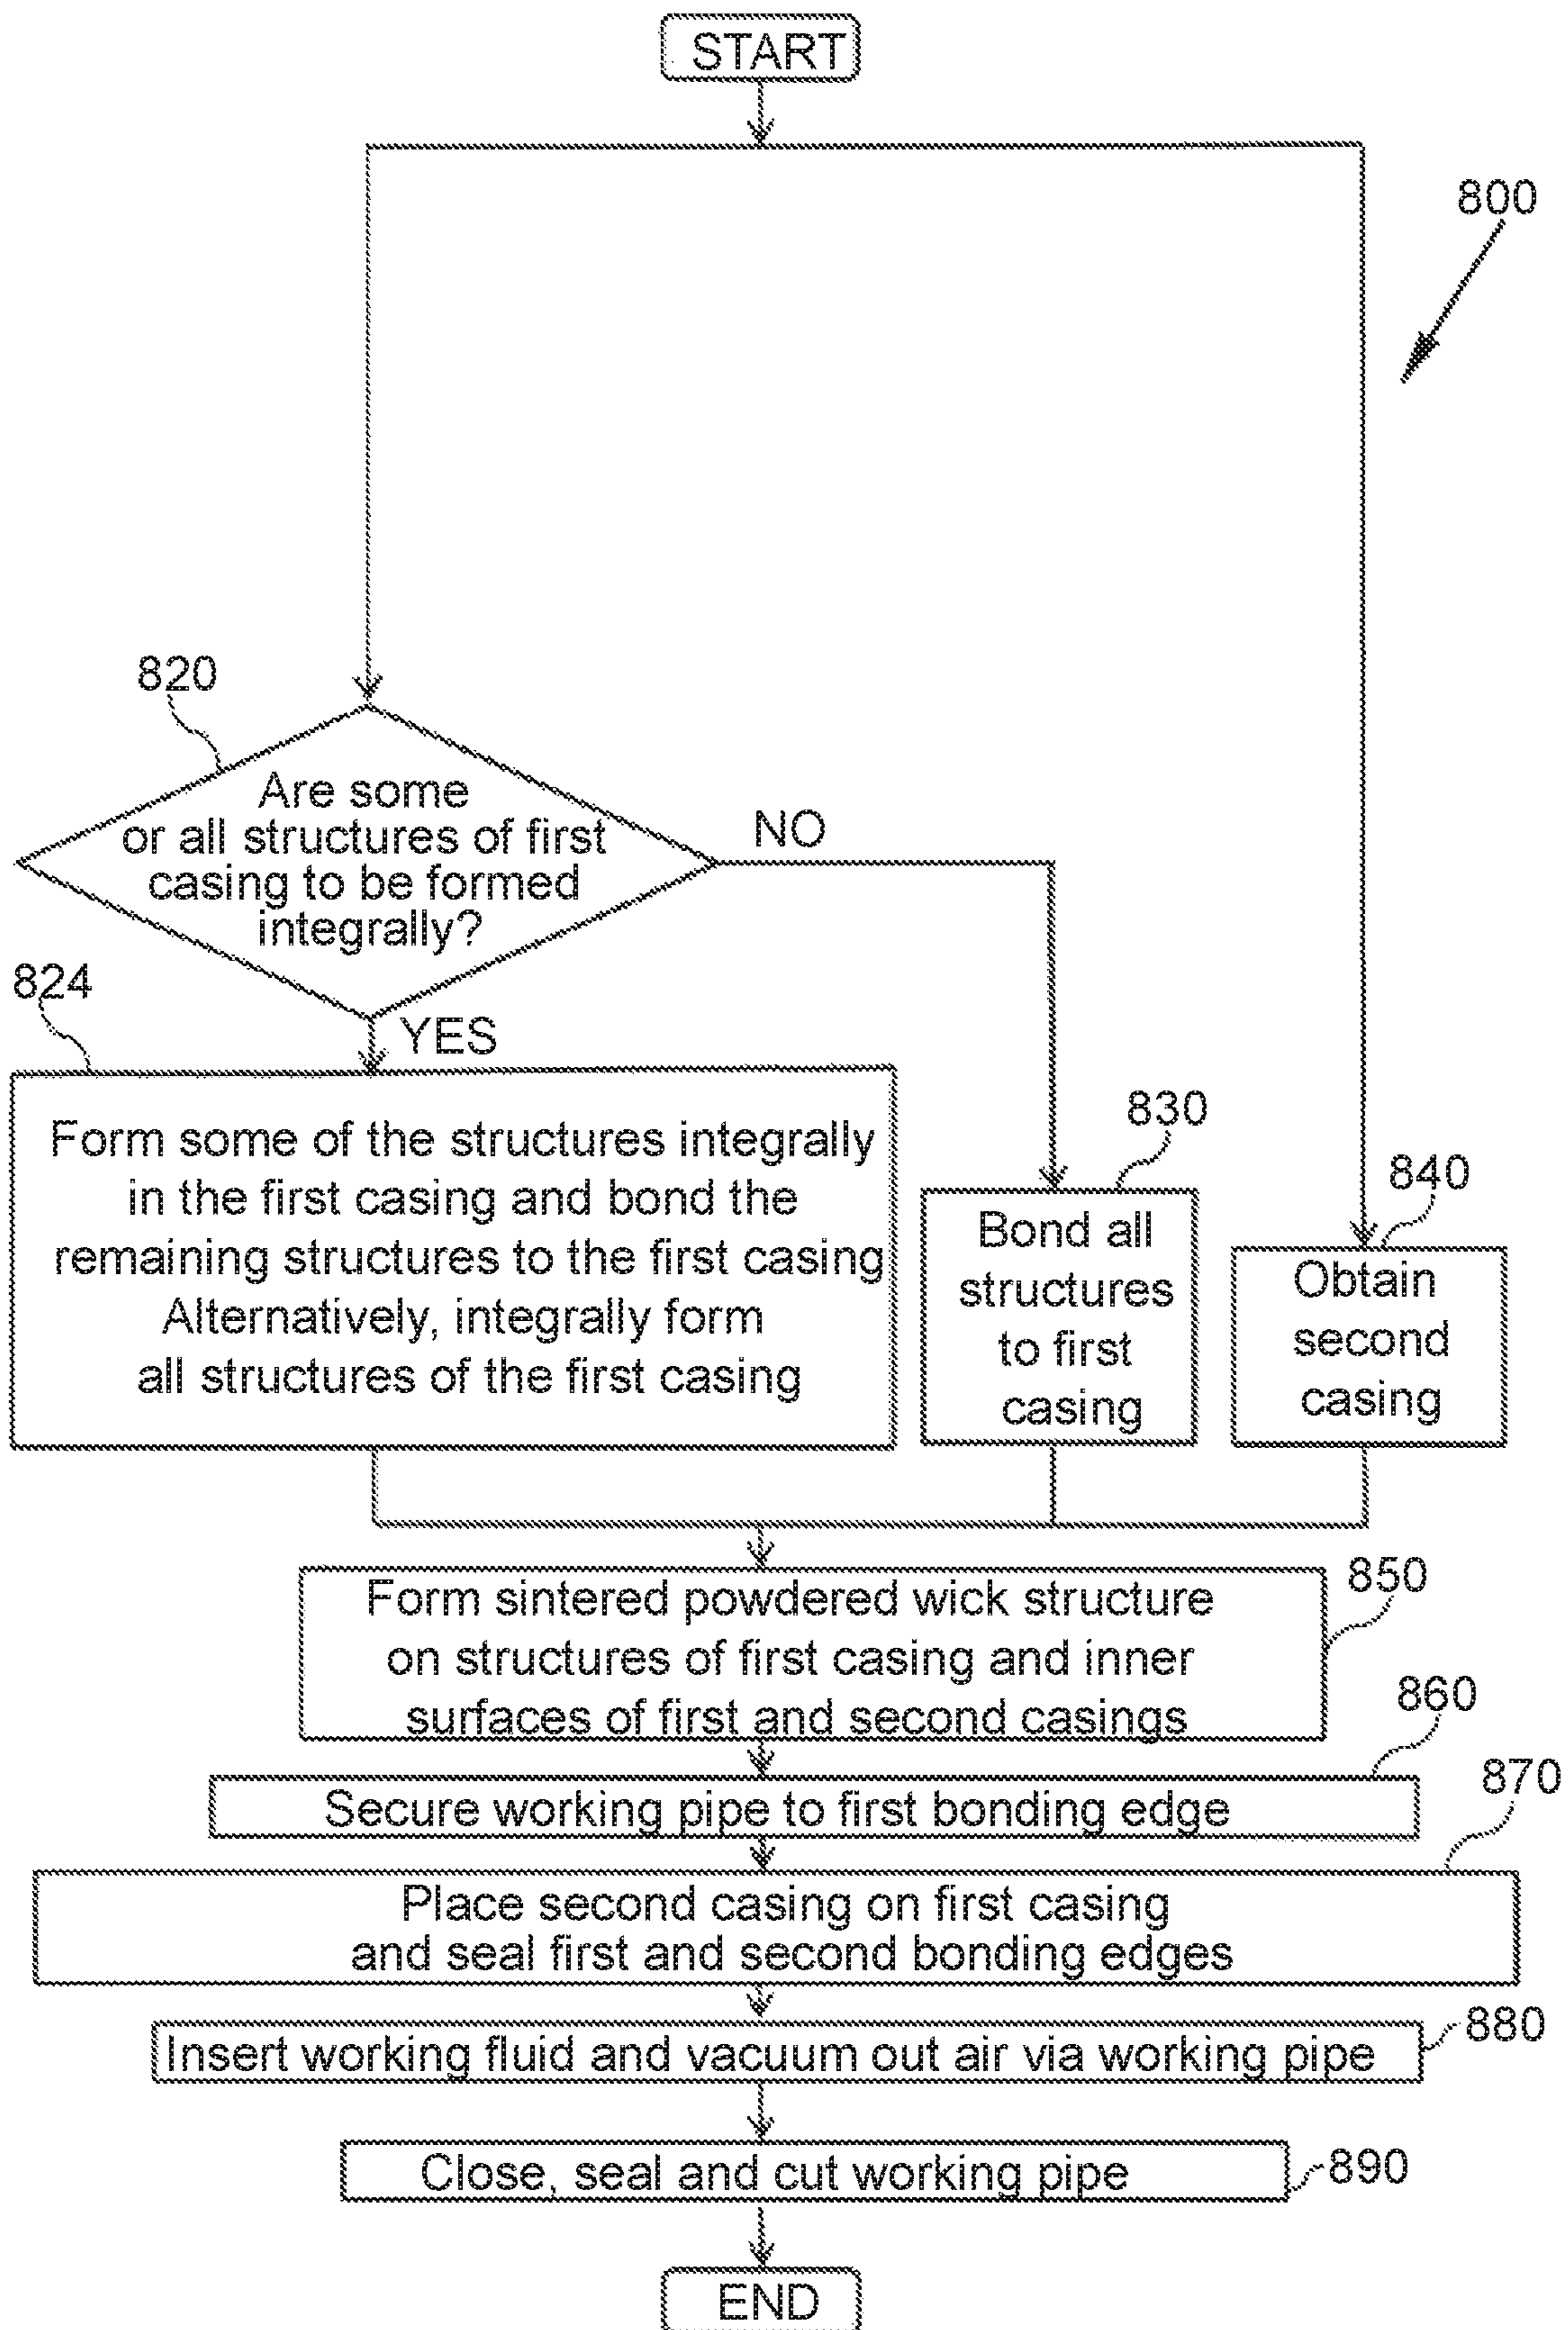 START
800
820
Are some
or all structures of first
casing to be formed
integrally?
NO
824
YES
Form some of the structures integrally
in the first casing and bond the
remaining structures to the first casing
Alternatively, integrally form
all structures of the first casing
830
Bond all
structures
to first
casing
840
Obtain
second
casing
850
Form sintered powdered wick structure
on structures of first casing and inner
surfaces of first and second casings
860
Secure working pipe to first bonding edge
870
Place second casing on first casing
and seal first and second bonding edges
880
Insert working fluid and vacuum out air via working pipe
Close, seal and cut working pipe
890
END